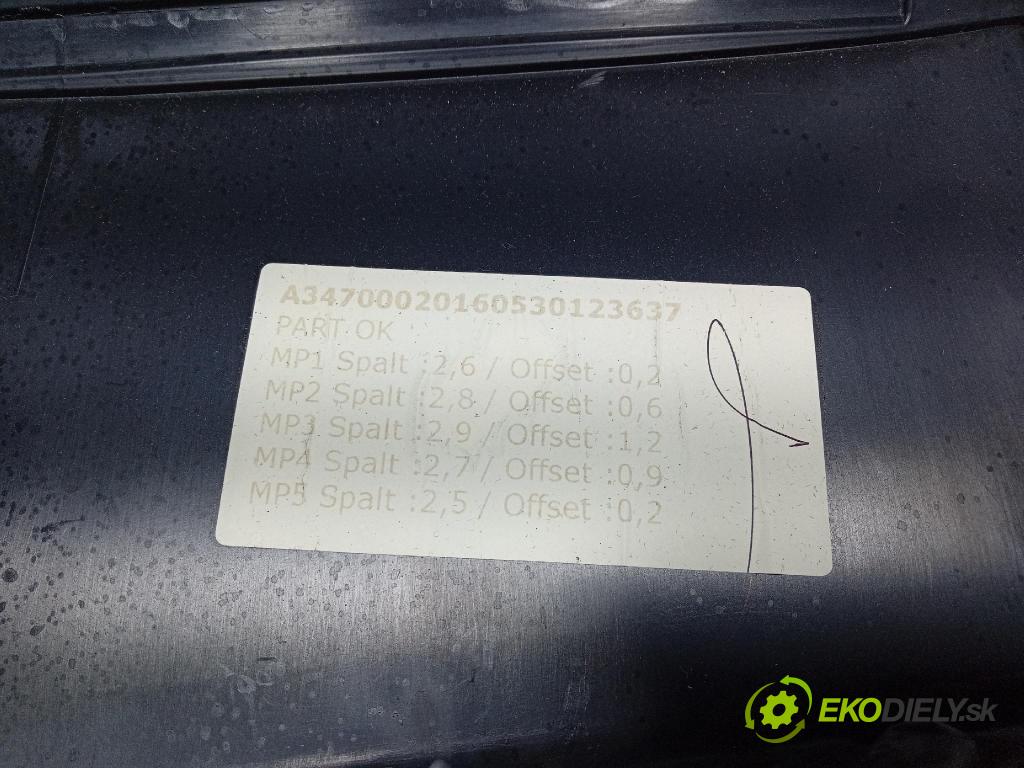 A34700020160530123637
PART OK
MP1 Spalt :2,6 / Offset :0,2
MP2 Spalt :2,8 / Offset :0,6
MP3 Spalt :2,9 / Offset :1,2
MP4 Spalt :2,7 / Offset :0,9
MP5 Spalt :2,5 / Offset :0,2
EKODIELY.sk